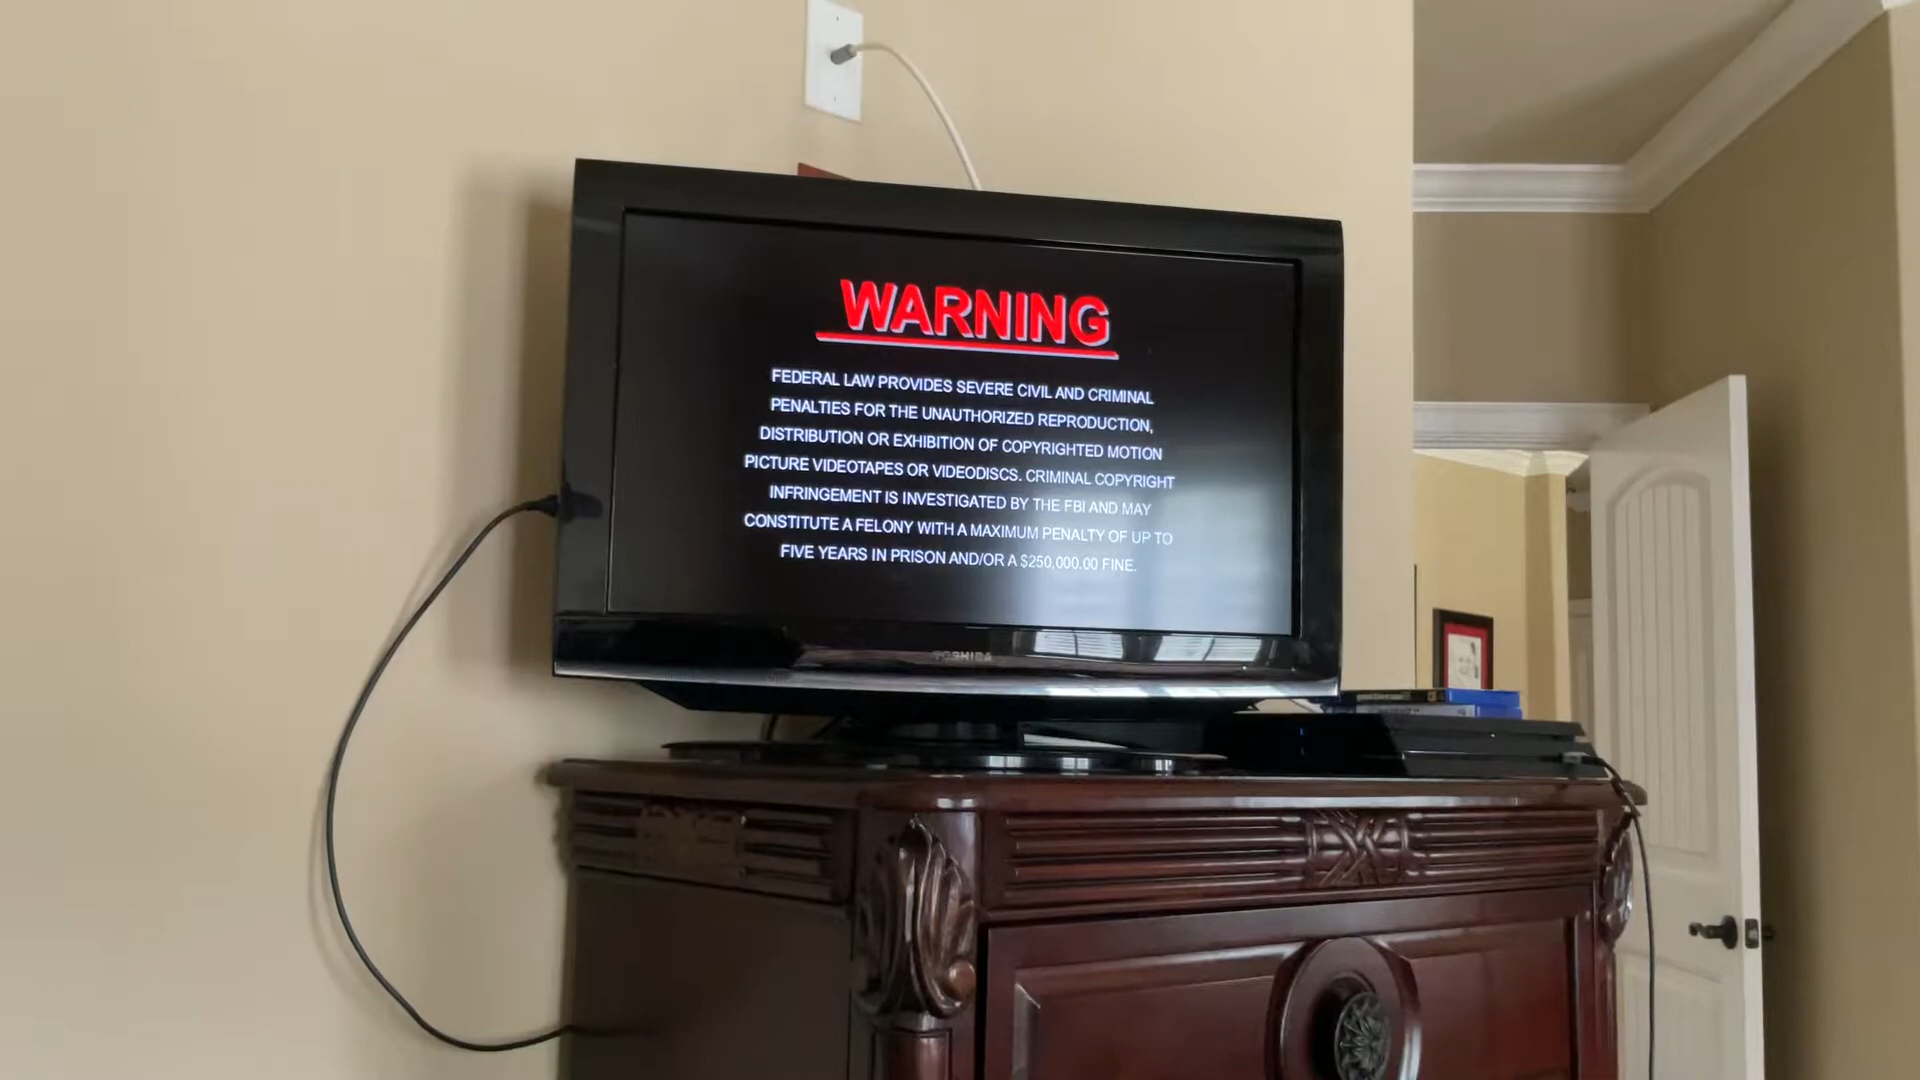 WARNING
FEDERAL LAW PROVIDES SEVERE CIVIL AND CRIMINAL
PENALTIES FOR THE UNAUTHORIZED REPRODUCTION,
DISTRIBUTION OR EXHIBITION OF COPYRIGHTED MOTION
PICTURE VIDEOTAPES OR VIDEODISCS. CRIMINAL COPYRIGHT
INFRINGEMENT IS INVESTIGATED BY THE FBI AND MAY
CONSTITUTE A FELONY WITH A MAXIMUM PENALTY OF UP TO
FIVE YEARS IN PRISON AND/OR A $250,000.00 FINE.
TOSHIBA